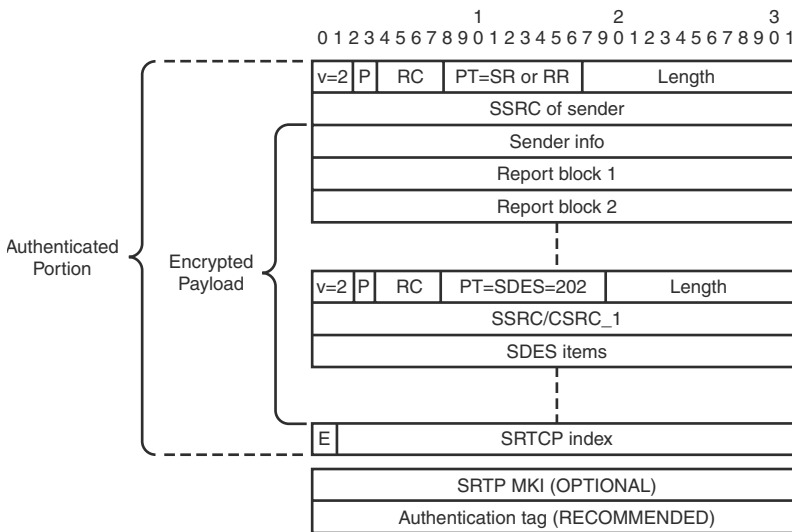 1 2 3
0 1 2 3 4 5 6 7 8 9 0 1 2 3 4 5 6 7 9 0 1 2 3 4 5 6 7 8 9 0 1
v=2 P RC PT=SR or RR Length
SSRC of sender
Sender info
Report block 1
Report block 2
Authenticated
Portion
Encrypted
Payload
v=2 P RC PT=SDES=202 Length
SSRC/CSRC_1
SDES items
E SRTCP index
SRTP MKI (OPTIONAL)
Authentication tag (RECOMMENDED)